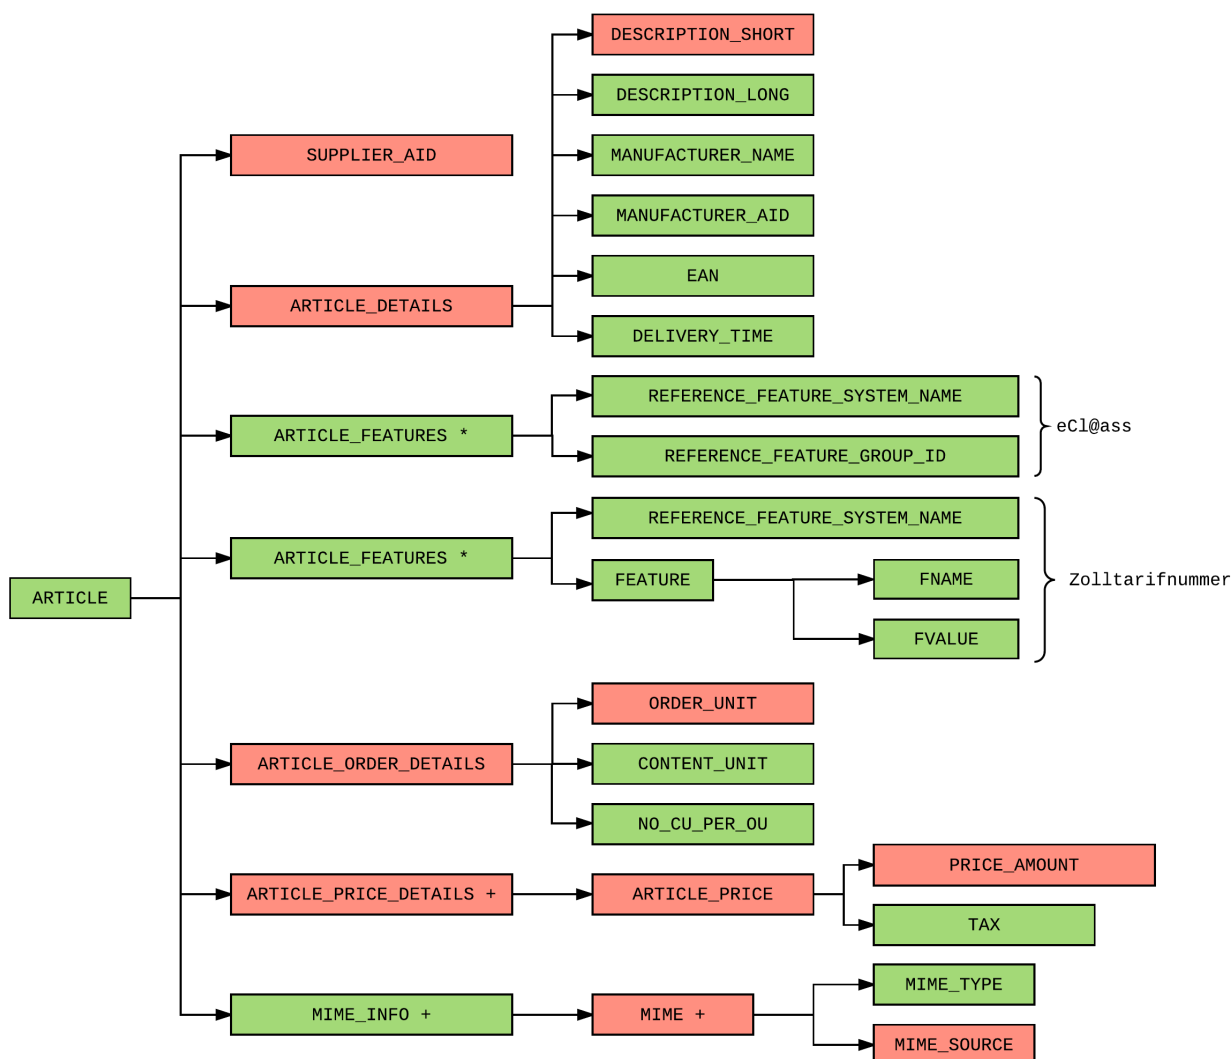 DESCRIPTION_SHORT
DESCRIPTION_LONG
SUPPLIER_AID
MANUFACTURER_NAME
MANUFACTURER_AID
EAN
ARTICLE_DETAILS
DELIVERY_TIME
REFERENCE_FEATURE_SYSTEM_NAME
ARTICLE_FEATURES *
eCl@ass
REFERENCE_FEATURE_GROUP_ID
REFERENCE_FEATURE_SYSTEM_NAME
ARTICLE_FEATURES *
FEATURE
FNAME
Zolltarifnummer
ARTICLE
FVALUE
ORDER_UNIT
ARTICLE_ORDER_DETAILS
CONTENT_UNIT
NO_CU_PER_OU
PRICE_AMOUNT
ARTICLE_PRICE_DETAILS +
ARTICLE_PRICE
TAX
MIME_TYPE
MIME_INFO +
MIME +
MIME_SOURCE